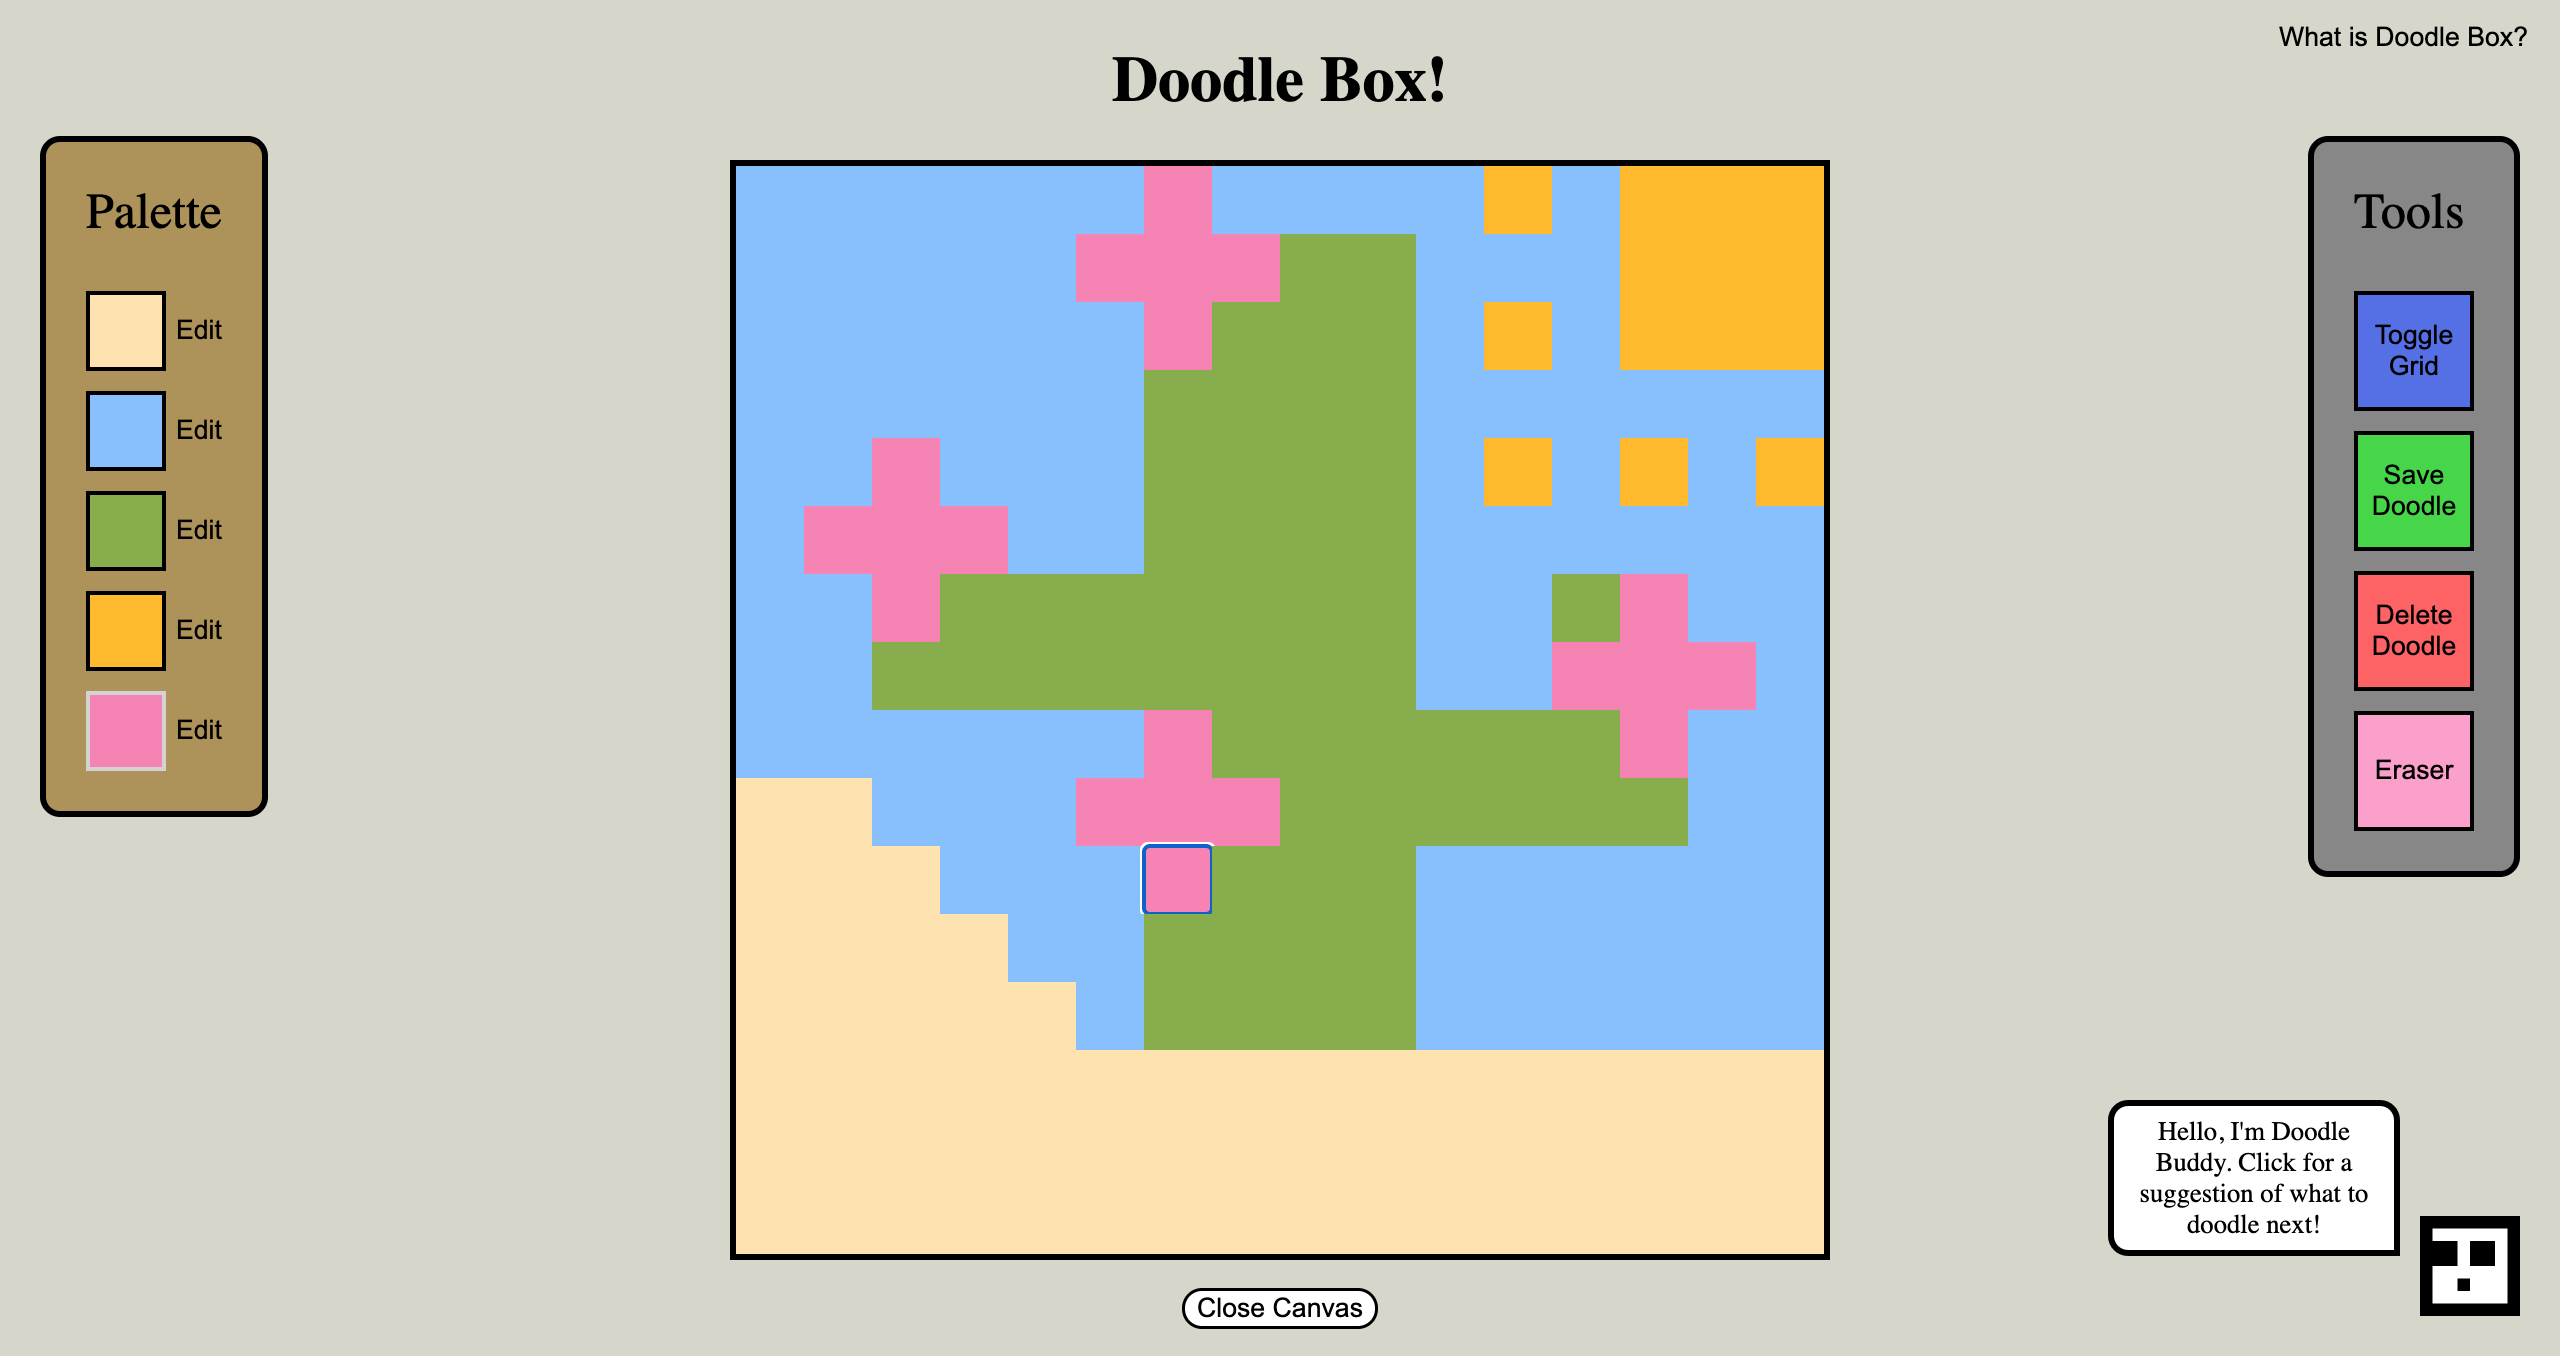 What is Doodle Box?
Doodle Box!
Palette
Edit
Edit
Edit
Edit
Edit
Tools
Toggle
Grid
Save
Doodle
Delete
Doodle
Eraser
Hello, I'm Doodle
Buddy. Click for a
suggestion of what to
doodle next!
Close Canvas